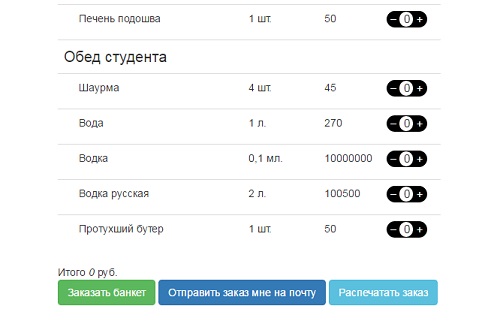 Печень подошва 1 шт. 50 – 0 +
Обед студента
Шаурма 4 шт. 45 – 0 +
Вода 1 л. 270 – 0 +
Водка 0,1 мл. 10000000 – 0 +
Водка русская 2 л. 100500 – 0 +
Протухший бутер 1 шт. 50 – 0 +
Итого 0 руб.
Заказать банкет Отправить заказ мне на почту Распечатать заказ